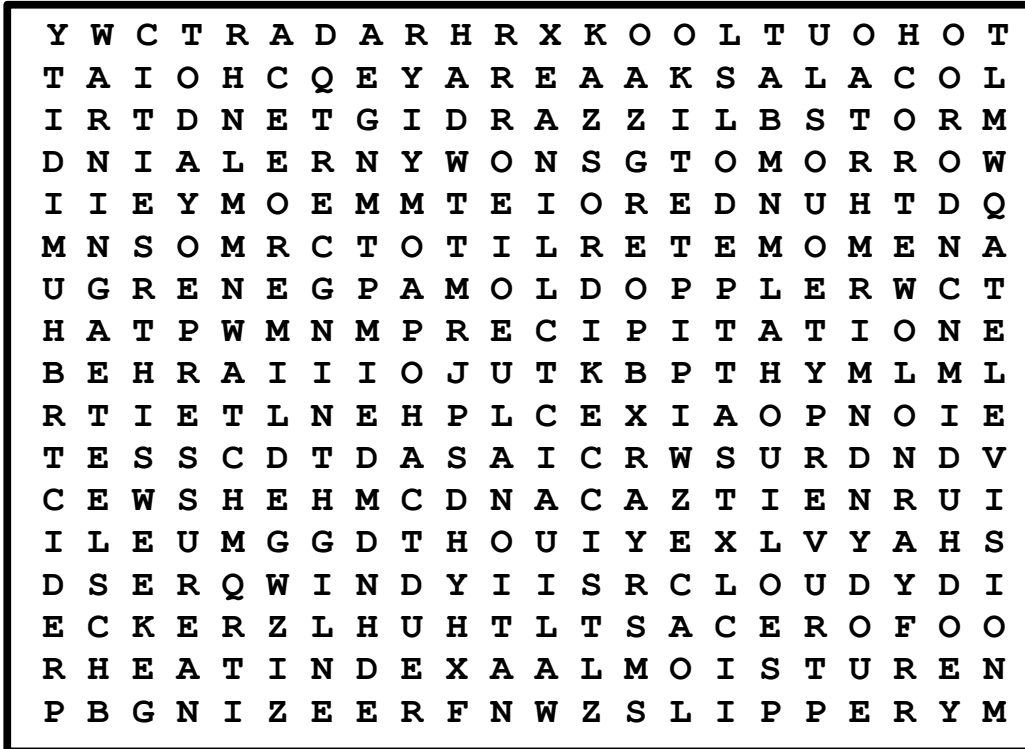 Y W C T R A D A R H R X K O O L T U O H O T
T A I O H C Q E Y A R E A A K S A L A C O L
I R T D N E T G I D R A Z Z I L B S T O R M
D N I A L E R N Y W O N S G T O M O R R O W
I I E Y M O E M M T E I O R E D N U H T D Q
M N S O M R C T O T I L R E T E M O M E N A
U G R E N E G P A M O L D O P P L E R W C T
H A T P W M N M P R E C I P I T A T I O N E
B E H R A I I I O J U T K B P T H Y M L M L
R T I E T L N E H P L C E X I A O P N O I E
T E S S C D T D A S A I C R W S U R D N D V
C E W S H E H M C D N A C A Z T I E N R U I
I L E U M G G D T H O U I Y E X L V Y A H S
D S E R Q W I N D Y I I S R C L O U D Y D I
E C K E R Z L H U H T L T S A C E R O F O O
R H E A T I N D E X A A L M O I S T U R E N
P B G N I Z E E R F N W Z S L I P P E R Y M